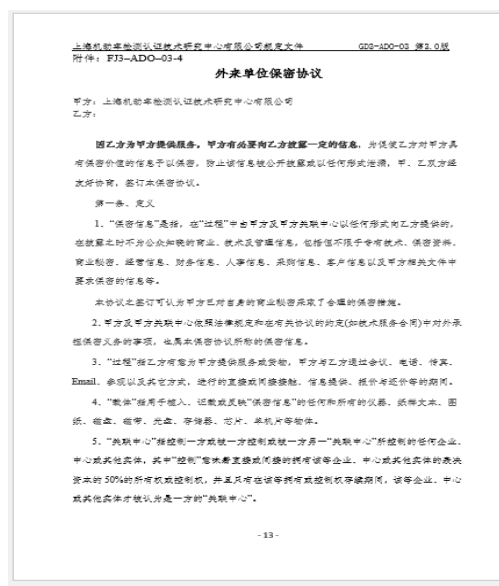 上海机动车检测认证技术研究中心有限公司规定文件 GD3-ADO-03 第3.0版
附件：FJ3-ADO-03-4
外来单位保密协议
甲方：上海机动车检测认证技术研究中心有限公司
乙方：
因乙方为甲方提供服务，甲方有必要向乙方披露一定的信息，为促使乙方对甲方具
有保密价值的信息予以保密，防止该信息被公开披露或以任何形式泄漏，甲、乙双方经
友好协商，签订本保密协议。
第一条、定义
1、“保密信息”是指，在“过程”中由甲方及甲方关联中心以任何形式向乙方提供的，
在披露之时不为公众知晓的商业、技术及管理信息，包括但不限于专有技术、保密资料、
商业秘密、经营信息、财务信息、人事信息、采购信息、客户信息以及甲方相关文件中
要求保密的信息等。
本协议之签订可认为甲方已对自身的商业秘密采取了合理的保密措施。
2、甲方及甲方关联中心依照法律规定和在有关协议的约定(如技术服务合同)中对外承
担保密义务的事项，也属本保密协议所称的保密信息。
3、“过程”指乙方有意为甲方提供服务或货物，甲方与乙方通过会议、电话、传真、
Email、参观以及其它方式，进行的直接或间接接触、信息提供、报价与还价等的期间。
4、“载体”指用于植入、记载或反映“保密信息”的任何和所有的仪器、纸样文本、图
纸、磁盘、磁带、光盘、存储器、芯片、单机片等物体。
5、“关联中心”指控制一方或被一方控制或被一方另一“关联中心”所控制的任何企业、
中心或其他实体，其中“控制”意味着直接或间接的拥有该等企业、中心或其他实体的表决
资本的 50%的所有权或控制权，并且只有在该等拥有或控制权存续期间，该等企业、中心
或其他实体才被认为是一方的“关联中心”。
- 13 -